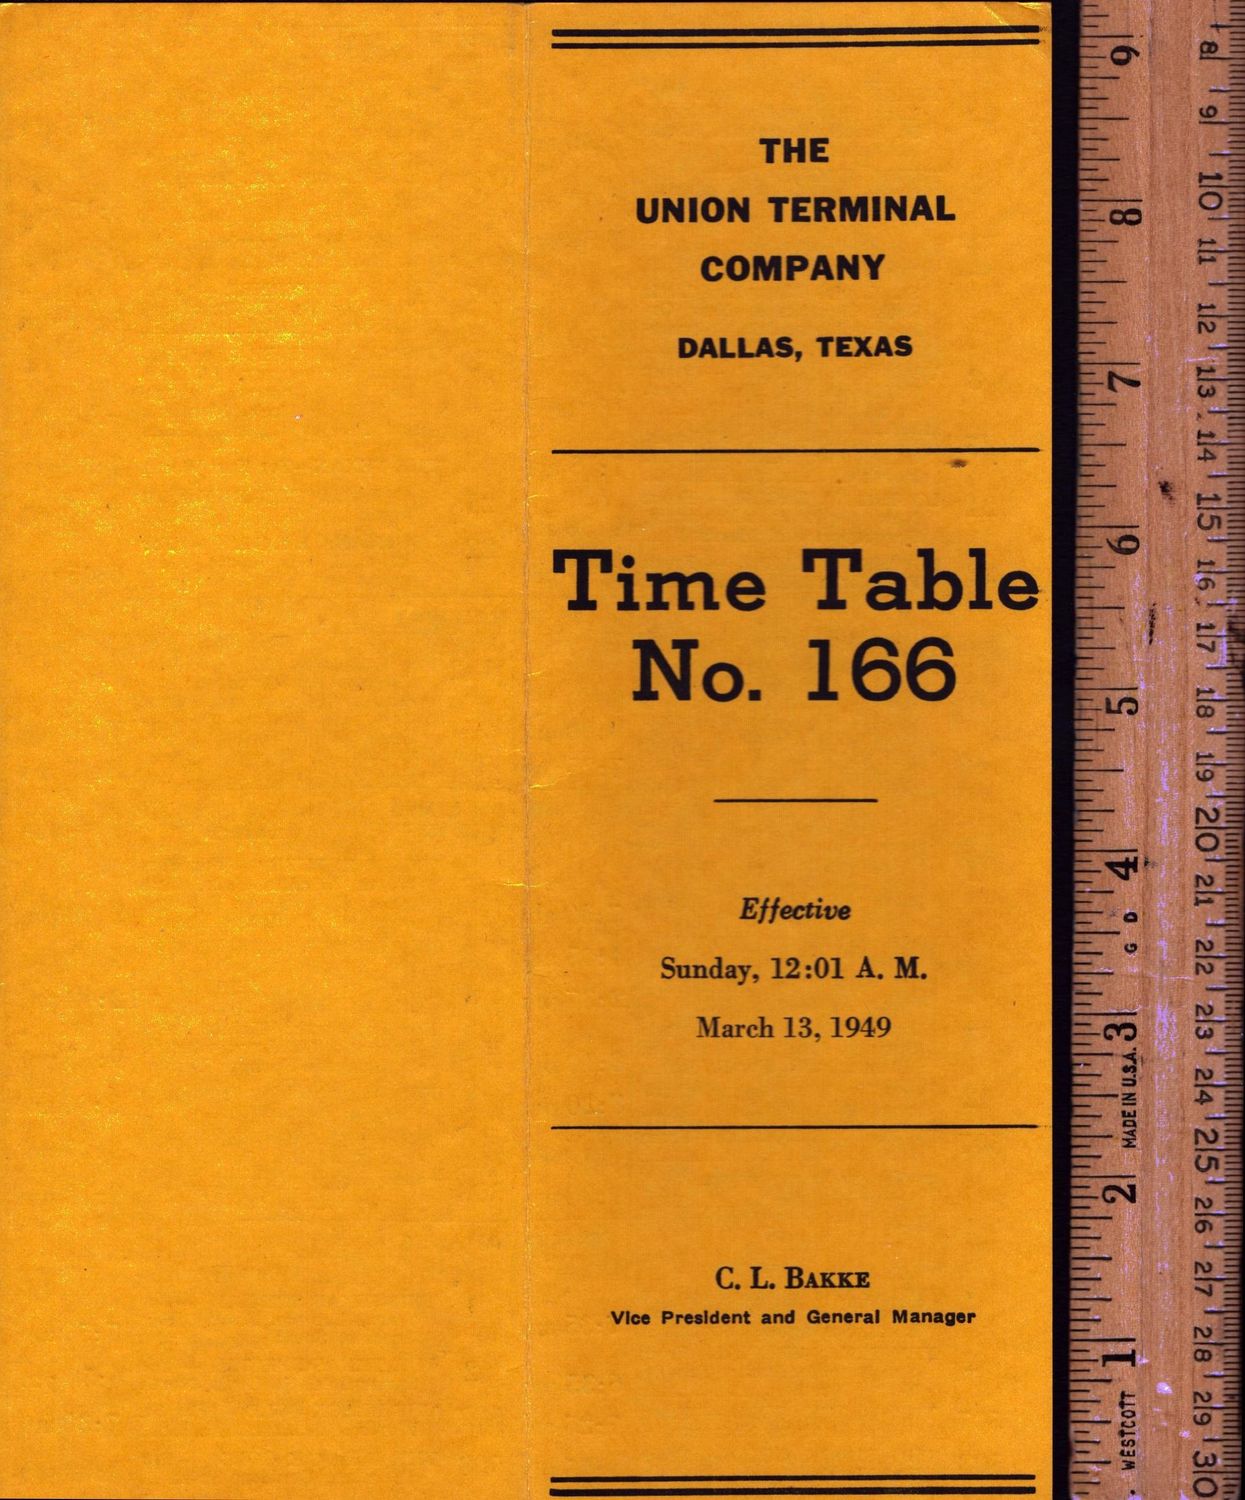 THE
UNION TERMINAL
COMPANY
DALLAS, TEXAS
Time Table
No. 166
Effective
Sunday, 12:01 A. M.
March 13, 1949
C. L. BAKKE
Vice President and General Manager
9
8
7
6
5
4
G D
3
MADE IN U.S.A.
2
1
WESTCOTT
8
9
10
11
12
13
14
15
16
17
18
19
20
21
22
23
24
25
26
27
28
29
30